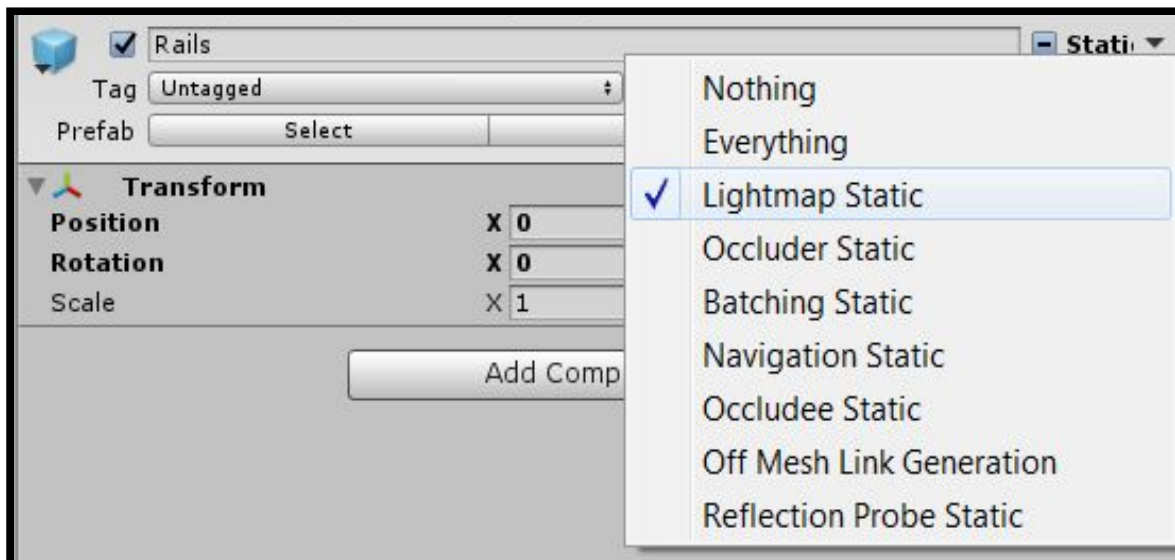 Rails
Static
Tag Untagged
Prefab Select
Transform
Position X 0
Rotation X 0
Scale X 1
Add Comp
Nothing
Everything
Lightmap Static
Occluder Static
Batching Static
Navigation Static
Occludee Static
Off Mesh Link Generation
Reflection Probe Static